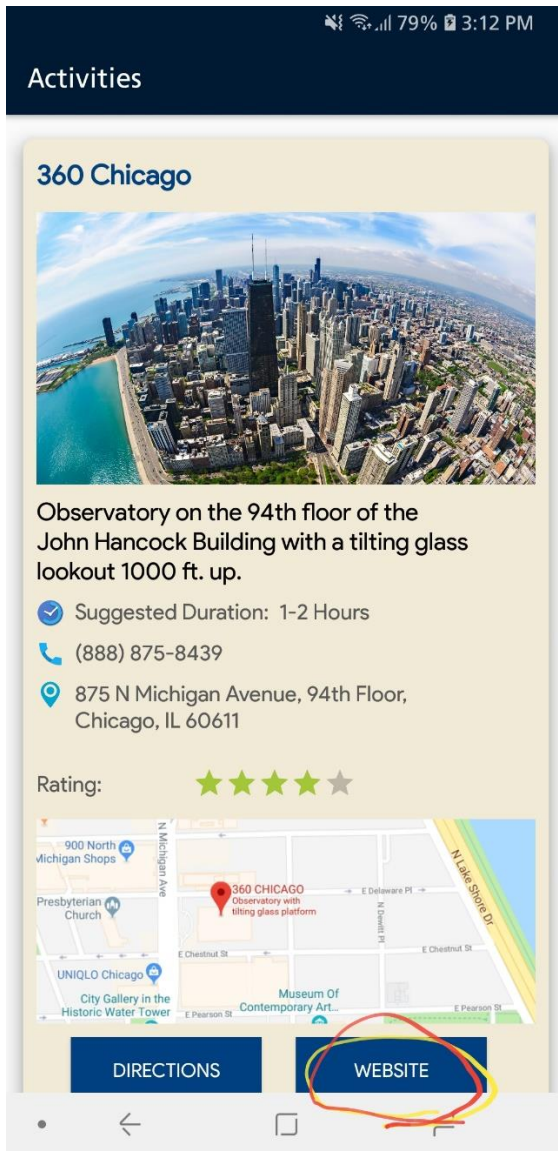 79% 3:12 PM
Activities
360 Chicago
Observatory on the 94th floor of the
John Hancock Building with a tilting glass
lookout 1000 ft. up.
Suggested Duration: 1-2 Hours
(888) 875-8439
875 N Michigan Avenue, 94th Floor,
Chicago, IL 60611
Rating:
900 North
Michigan Shops
N Michigan Ave
N Lake Shore Dr
Presbyterian
Church
360 CHICAGO
Observatory with
tilting glass platform
E Delaware Pl
N Dewitt Pl
E Chestnut St
E Chestnut St
UNIQLO Chicago
City Gallery in the
Historic Water Tower
E Pearson St
Museum Of
Contemporary Art...
E Pearson St
DIRECTIONS
WEBSITE